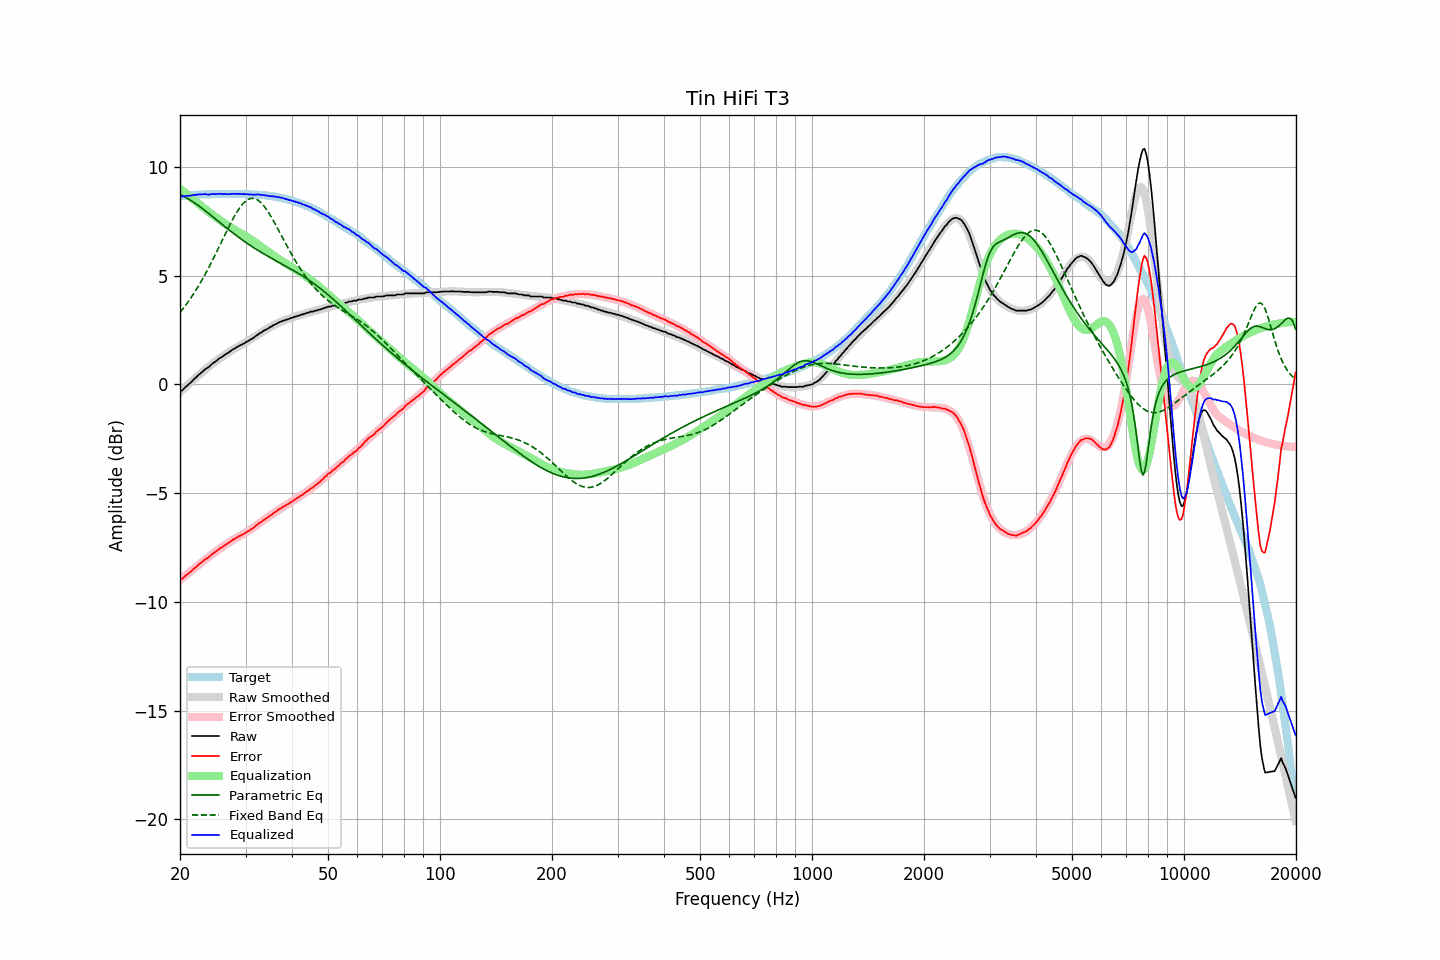 Tin HiFi T3
Amplitude (dBr)
10
5
0
−5
−10
−15
−20
Target
Raw Smoothed
Error Smoothed
Raw
Error
Equalization
Parametric Eq
Fixed Band Eq
Equalized
20 50 100 200 500 1000 2000 5000 10000 20000
Frequency (Hz)